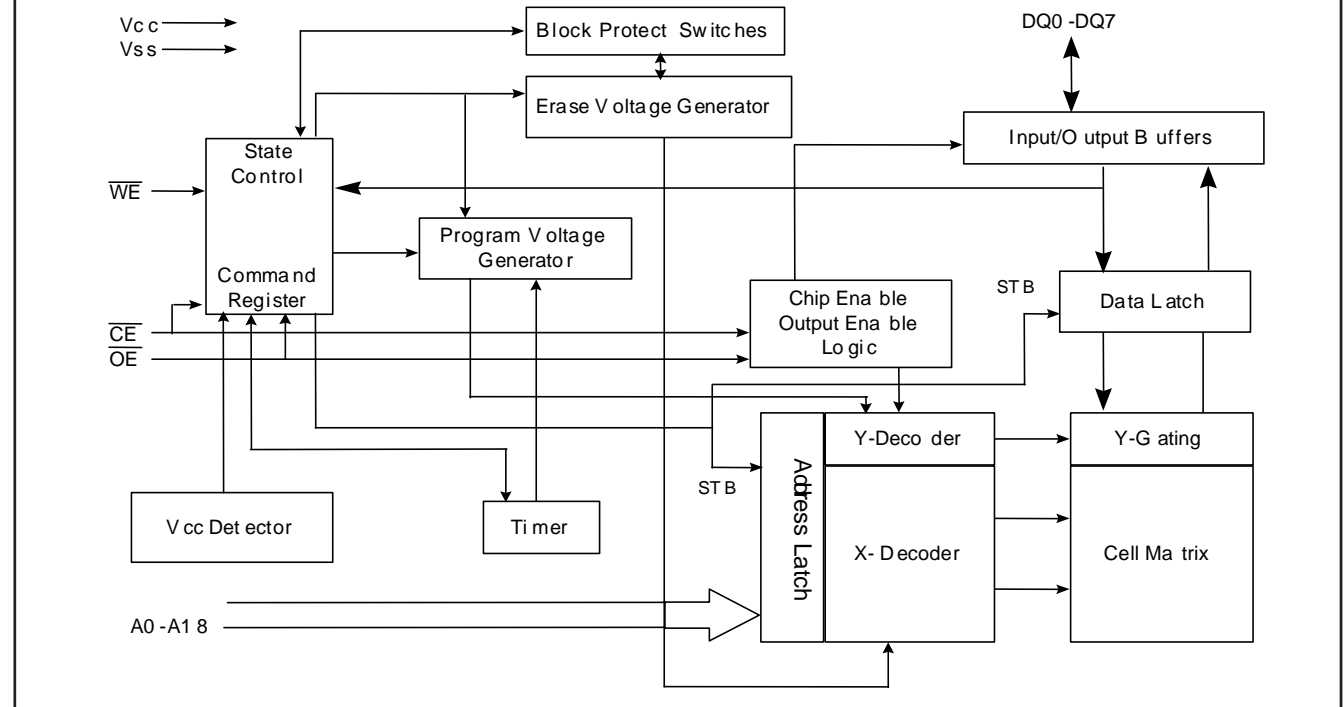 Vcc
Vss
Block Protect Switches
DQ0-DQ7
Erase Voltage Generator
Input/Output Buffers
State
Control
WE
Program Voltage
Generator
Command
Register
CE
OE
Chip Enable
Output Enable
Logic
STB
Data Latch
Y-Decoder
Y-Gating
Address Latch
STB
Vcc Detector
Timer
X-Decoder
Cell Matrix
A0-A18